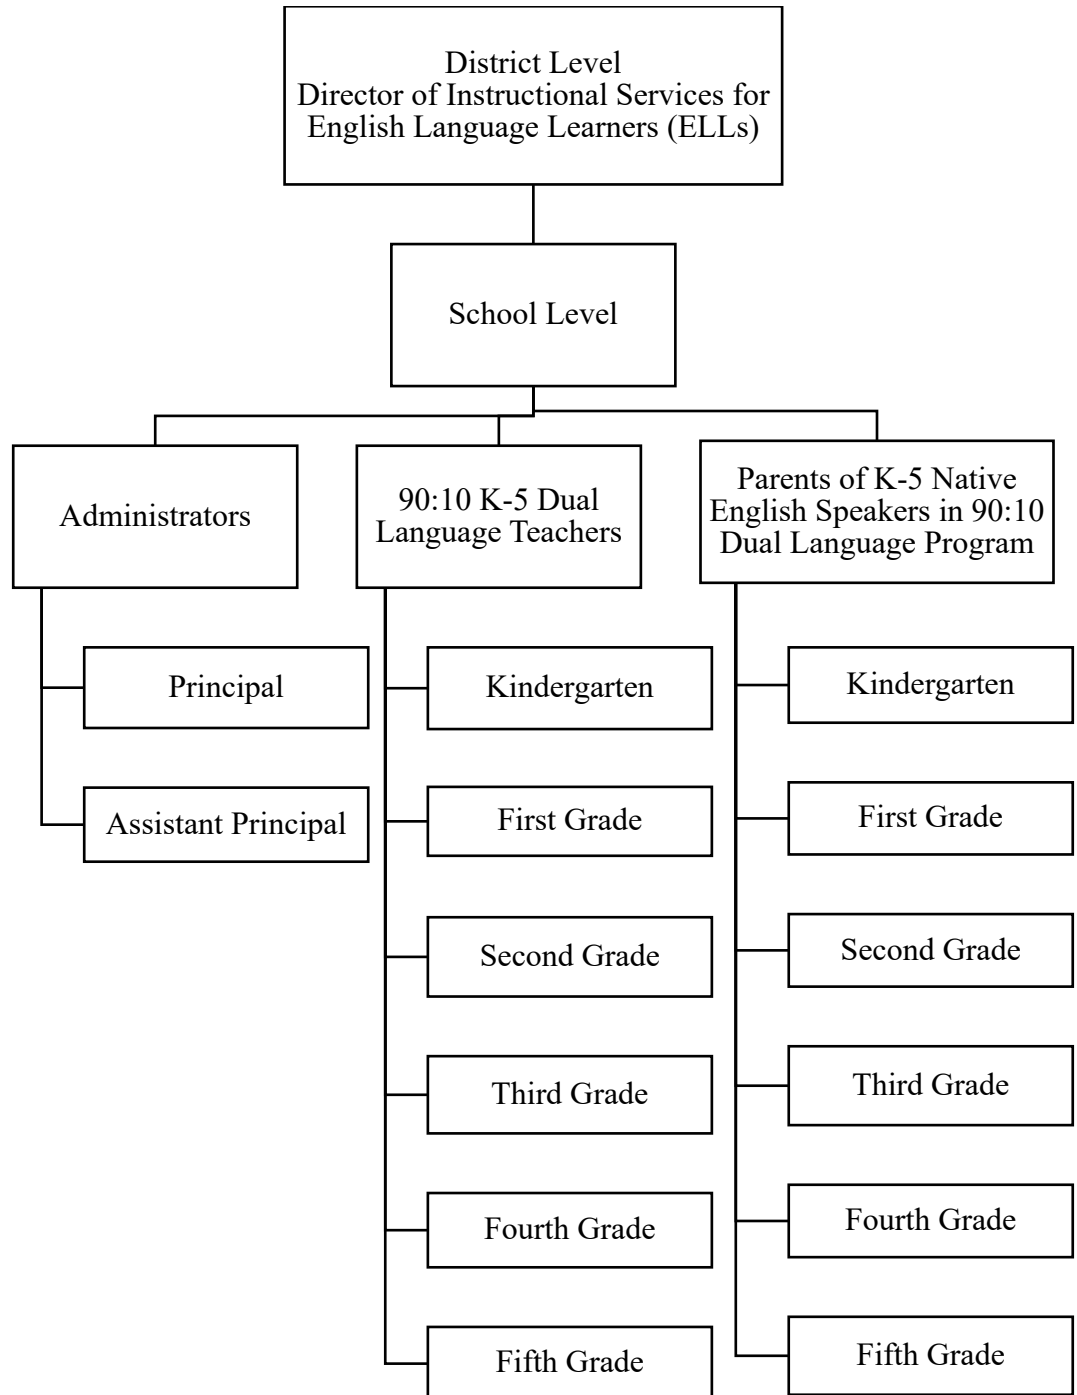 District Level
Director of Instructional Services for
English Language Learners (ELLs)
School Level
Administrators
90:10 K-5 Dual
Language Teachers
Parents of K-5 Native
English Speakers in 90:10
Dual Language Program
Principal
Assistant Principal
Kindergarten
First Grade
Second Grade
Third Grade
Fourth Grade
Fifth Grade
Kindergarten
First Grade
Second Grade
Third Grade
Fourth Grade
Fifth Grade